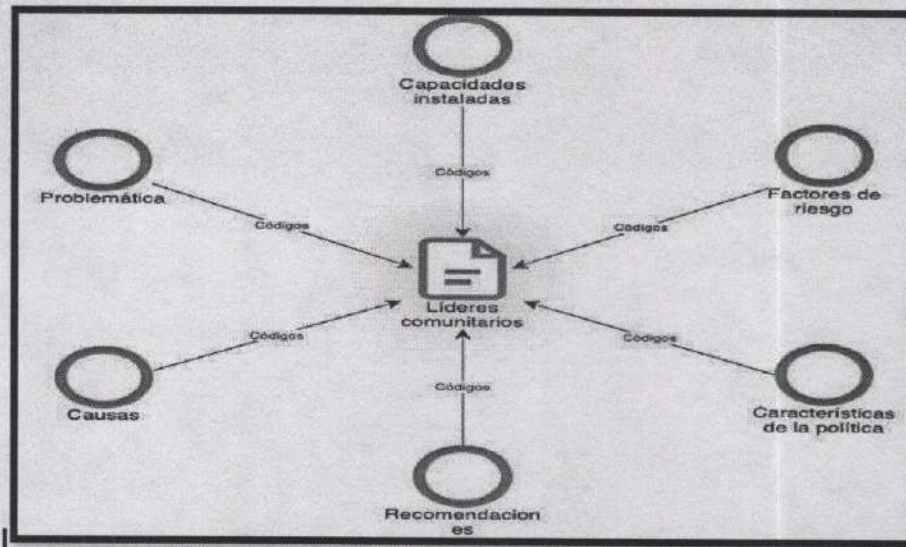 Capacidades
instaladas
Códigos
Problemática
Códigos
Factores de
riesgo
Códigos
Líderes
comunitarios
Causas
Códigos
Características
de la política
Códigos
Códigos
Recomendacion
es